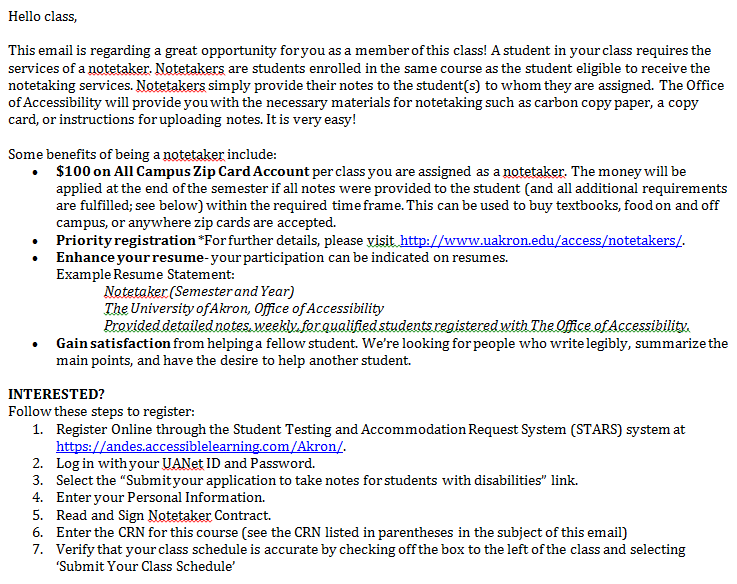 Hello class,
This email is regarding a great opportunity for you as a member of this class! A student in your class requires the
services of a notetaker. Notetakers are students enrolled in the same course as the student eligible to receive the
notetaking services. Notetakers simply provide their notes to the student(s) to whom they are assigned. The Office
of Accessibility will provide you with the necessary materials for notetaking such as carbon copy paper, a copy
card, or instructions for uploading notes. It is very easy!
Some benefits of being a notetaker include:
• $100 on All Campus Zip Card Account per class you are assigned as a notetaker. The money will be
applied at the end of the semester if all notes were provided to the student (and all additional requirements
are fulfilled; see below) within the required time frame. This can be used to buy textbooks, food on and off
campus, or anywhere zip cards are accepted.
• Priority registration *For further details, please visit http://www.uakron.edu/access/notetakers/.
• Enhance your resume- your participation can be indicated on resumes.
Example Resume Statement:
Notetaker (Semester and Year)
The University of Akron, Office of Accessibility
Provided detailed notes, weekly, for qualified students registered with The Office of Accessibility.
• Gain satisfaction from helping a fellow student. We're looking for people who write legibly, summarize the
main points, and have the desire to help another student.
INTERESTED?
Follow these steps to register:
1. Register Online through the Student Testing and Accommodation Request System (STARS) system at
https://andes.accessiblelearning.com/Akron/.
2. Log in with your UANet ID and Password.
3. Select the “Submit your application to take notes for students with disabilities” link.
4. Enter your Personal Information.
5. Read and Sign Notetaker Contract.
6. Enter the CRN for this course (see the CRN listed in parentheses in the subject of this email)
7. Verify that your class schedule is accurate by checking off the box to the left of the class and selecting
‘Submit Your Class Schedule’